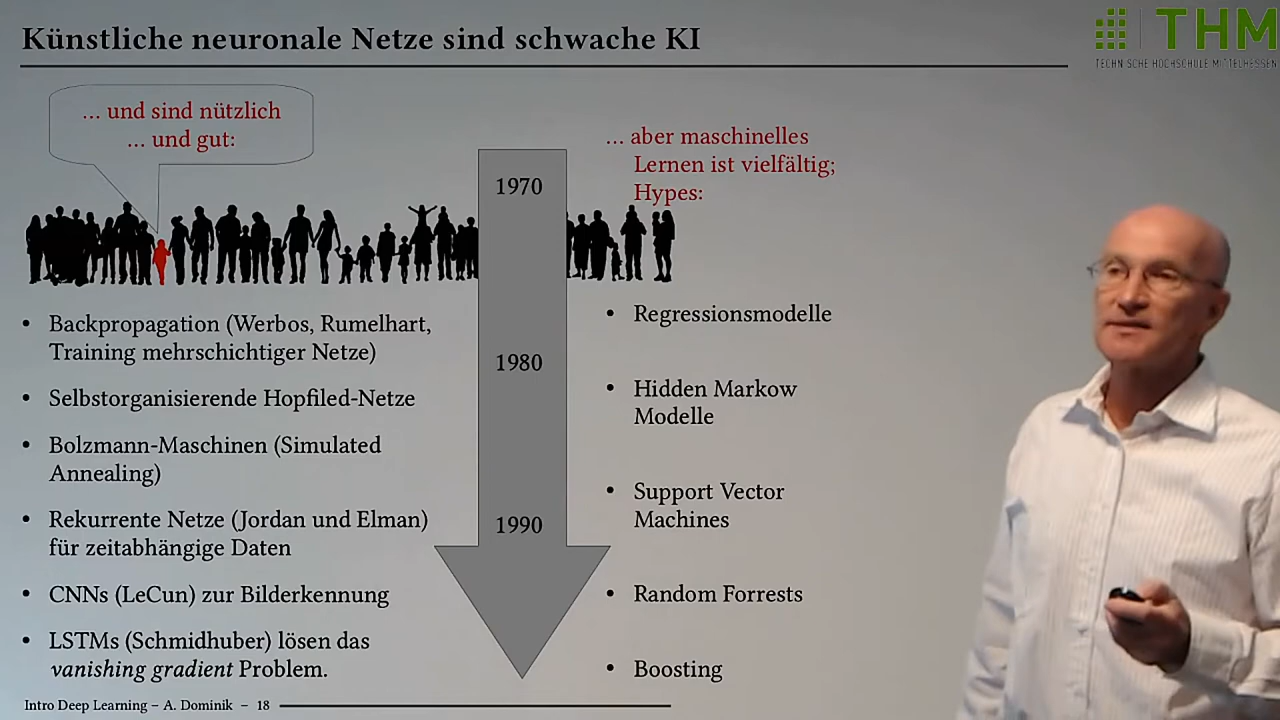 Künstliche neuronale Netze sind schwache KI
THM
TECHNISCHE HOCHSCHULE MITTELHESSEN
... und sind nützlich
... und gut:
1970
1980
1990
... aber maschinelles
Lernen ist vielfältig;
Hypes:
• Backpropagation (Werbos, Rumelhart,
Training mehrschichtiger Netze)
• Selbstorganisierende Hopfiled-Netze
• Bolzmann-Maschinen (Simulated
Annealing)
• Rekurrente Netze (Jordan und Elman)
für zeitabhängige Daten
• CNNs (LeCun) zur Bilderkennung
• LSTMs (Schmidhuber) lösen das
vanishing gradient Problem.
• Regressionsmodelle
• Hidden Markow
Modelle
• Support Vector
Machines
• Random Forrests
• Boosting
Intro Deep Learning – A. Dominik – 18